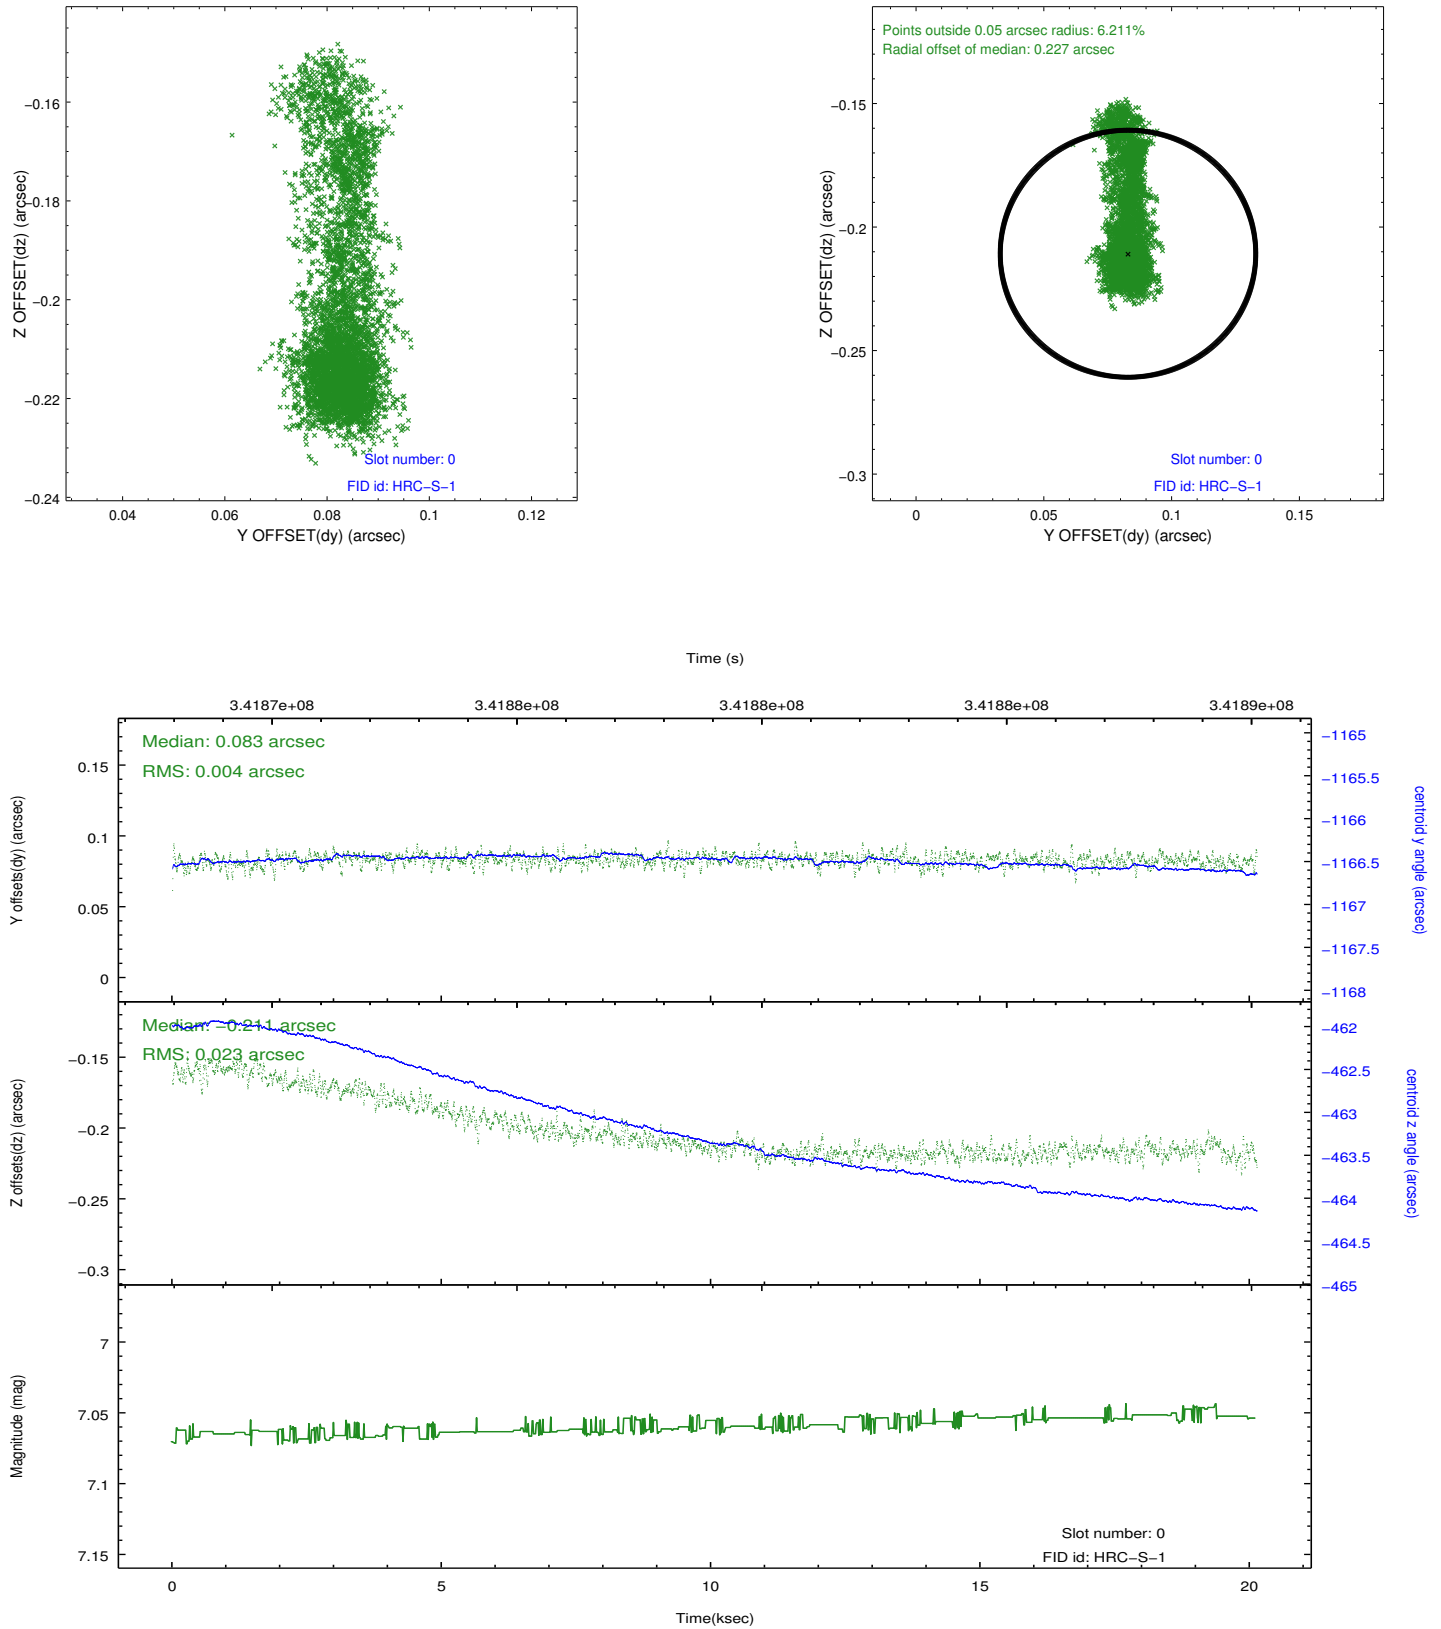 −0.16
−0.18
−0.2
−0.22
−0.24
Z OFFSET(dz) (arcsec)
Slot number: 0
FID id: HRC−S−1
0.04 0.06 0.08 0.1 0.12
Y OFFSET(dy) (arcsec)
Points outside 0.05 arcsec radius: 6.211%
Radial offset of median: 0.227 arcsec
−0.15
−0.2
−0.25
−0.3
Z OFFSET(dz) (arcsec)
Slot number: 0
FID id: HRC−S−1
0 0.05 0.1 0.15
Y OFFSET(dy) (arcsec)
Time (s)
3.4187e+08 3.4188e+08 3.4188e+08 3.4188e+08 3.4189e+08
Median: 0.083 arcsec
RMS: 0.004 arcsec
0.15
0.1
0.05
0
Y offsets(dy) (arcsec)
−1165
−1165.5
−1166
−1166.5
−1167
−1167.5
−1168
centroid y angle (arcsec)
Median: −0.211 arcsec
RMS: 0.023 arcsec
−0.15
−0.2
−0.25
−0.3
Z offsets(dz) (arcsec)
−462
−462.5
−463
−463.5
−464
−464.5
−465
centroid z angle (arcsec)
7
7.05
7.1
7.15
Magnitude (mag)
Slot number: 0
FID id: HRC−S−1
0 5 10 15 20
Time(ksec)